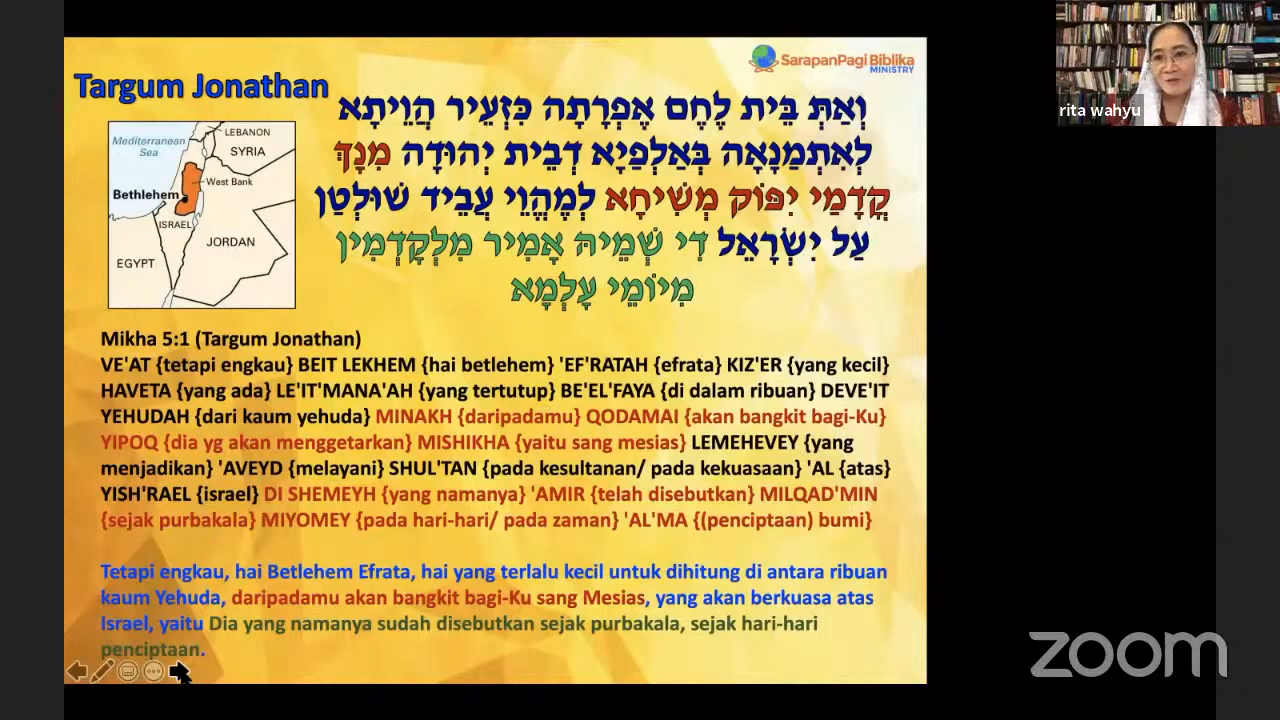 Targum Jonathan
SarapanPagi Biblika
MINISTRY
rita wahyu
וְאַתְּ בֵּית לֶחֶם אֶפְרָתָה כִּזְעֵיר הֲוֵיתָא
לְאִתְמַנָאָה בְּאַלְפַיָא דְבֵית יְהוּדָה מִנָךְ
קֳדָמַי יִפּוֹק מְשִׁיחָא לְמֶהֱוֵי עֲבֵיד שׁוּלְטַן
עַל יִשְׂרָאֵל דִי שְׁמֵיהּ אָמִיר מִלְקָדְמִין
מִיוֹמֵי עָלְמָא
Mediterranean
Sea
LEBANON
SYRIA
West Bank
Bethlehem
ISRAEL
JORDAN
EGYPT
Mikha 5:1 (Targum Jonathan)
VE'AT {tetapi engkau} BEIT LEKHEM {hai betlehem} 'EF'RATAH {efrata} KIZ'ER {yang kecil}
HAVETA {yang ada} LE'IT'MANA'AH {yang tertutup} BE'EL'FAYA {di dalam ribuan} DEVE'IT
YEHUDAH {dari kaum yehuda} MINAKH {daripadamu} QODAMAI {akan bangkit bagi-Ku}
YIPOQ {dia yg akan menggetarkan} MISHIKHA {yaitu sang mesias} LEMEHEVEY {yang
menjadikan} 'AVEYD {melayani} SHUL'TAN {pada kesultanan/ pada kekuasaan} 'AL {atas}
YISH'RAEL {israel} DI SHEMEYH {yang namanya} 'AMIR {telah disebutkan} MILQAD'MIN
{sejak purbakala} MIYOMEY {pada hari-hari/ pada zaman} 'AL'MA {(penciptaan) bumi}
Tetapi engkau, hai Betlehem Efrata, hai yang terlalu kecil untuk dihitung di antara ribuan
kaum Yehuda, daripadamu akan bangkit bagi-Ku sang Mesias, yang akan berkuasa atas
Israel, yaitu Dia yang namanya sudah disebutkan sejak purbakala, sejak hari-hari
penciptaan.
zoom